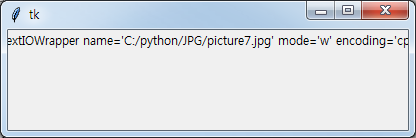 tk
extIOWrapper name='C:/python/JPG/picture7.jpg' mode='w' encoding='cp